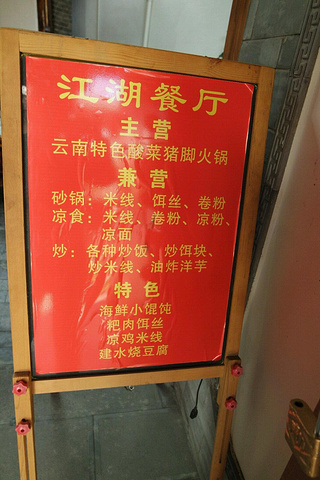 江湖餐厅
主营
云南特色酸菜猪脚火锅
兼营
砂锅：米线、饵丝、卷粉
凉食：米线、卷粉、凉粉、
凉面
炒：各种炒饭、炒饵块、
炒米线、油炸洋芋
特色
海鲜小馄饨
粑肉饵丝
凉鸡米线
建水烧豆腐